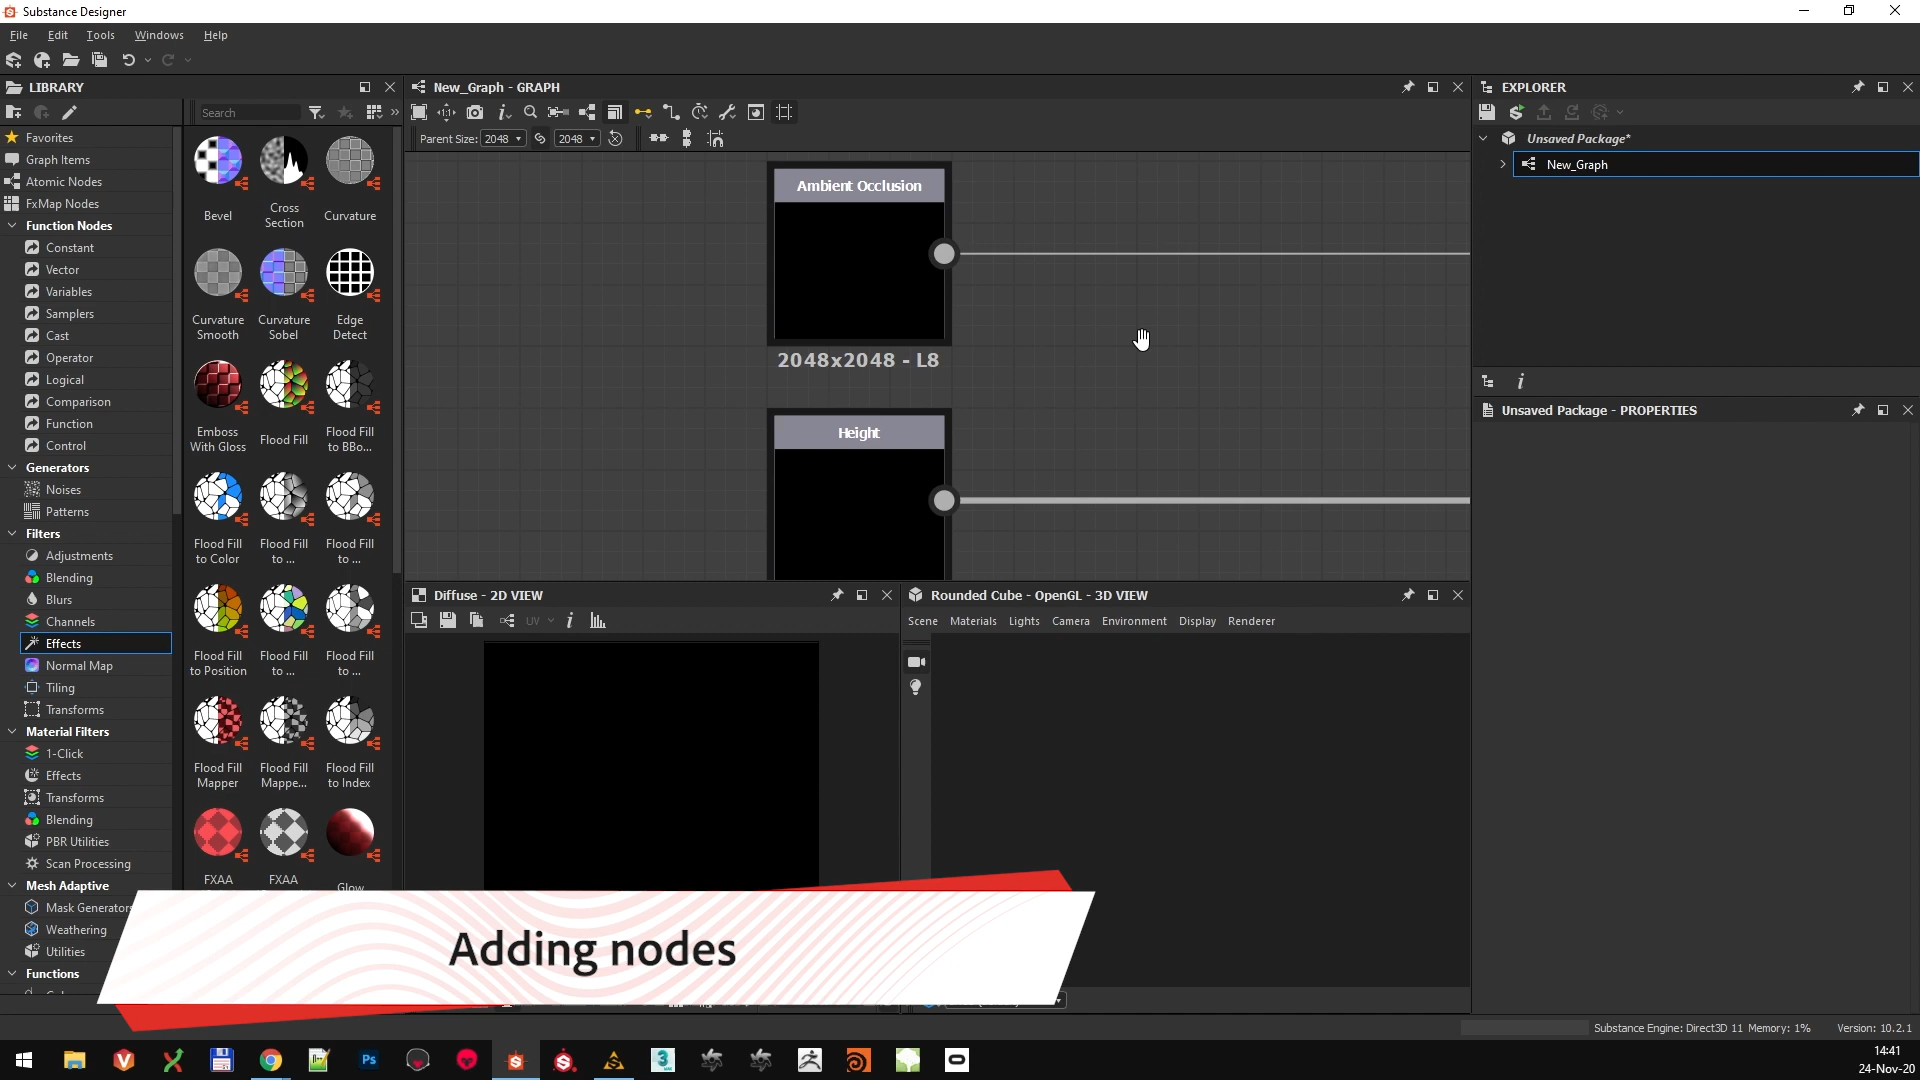 Substance Designer
File Edit Tools Windows Help
LIBRARY
New_Graph - GRAPH
EXPLORER
Search
Parent Size: 2048 2048
Unsaved Package*
New_Graph
Favorites
Graph Items
Atomic Nodes
FxMap Nodes
Function Nodes
Constant
Vector
Variables
Samplers
Cast
Operator
Logical
Comparison
Function
Control
Generators
Noises
Patterns
Filters
Adjustments
Blending
Blurs
Channels
Effects
Normal Map
Tiling
Transforms
Material Filters
1-Click
Effects
Transforms
Blending
PBR Utilities
Scan Processing
Mesh Adaptive
Mask Generators
Weathering
Utilities
Functions
Bevel
Cross
Section
Curvature
Curvature
Smooth
Curvature
Sobel
Edge
Detect
Emboss
With Gloss
Flood Fill
Flood Fill
to BBo...
Flood Fill
to Color
Flood Fill
to ...
Flood Fill
to ...
Flood Fill
to Position
Flood Fill
to ...
Flood Fill
to ...
Flood Fill
Mapper
Flood Fill
Mappe...
Flood Fill
to Index
FXAA
FXAA
Glow
Ambient Occlusion
2048x2048 - L8
Height
Diffuse - 2D VIEW
UV
Rounded Cube - OpenGL - 3D VIEW
Scene Materials Lights Camera Environment Display Renderer
Unsaved Package - PROPERTIES
Adding nodes
Substance Engine: Direct3D 11 Memory: 1% Version: 10.2.1
Ps
14:41
24-Nov-20